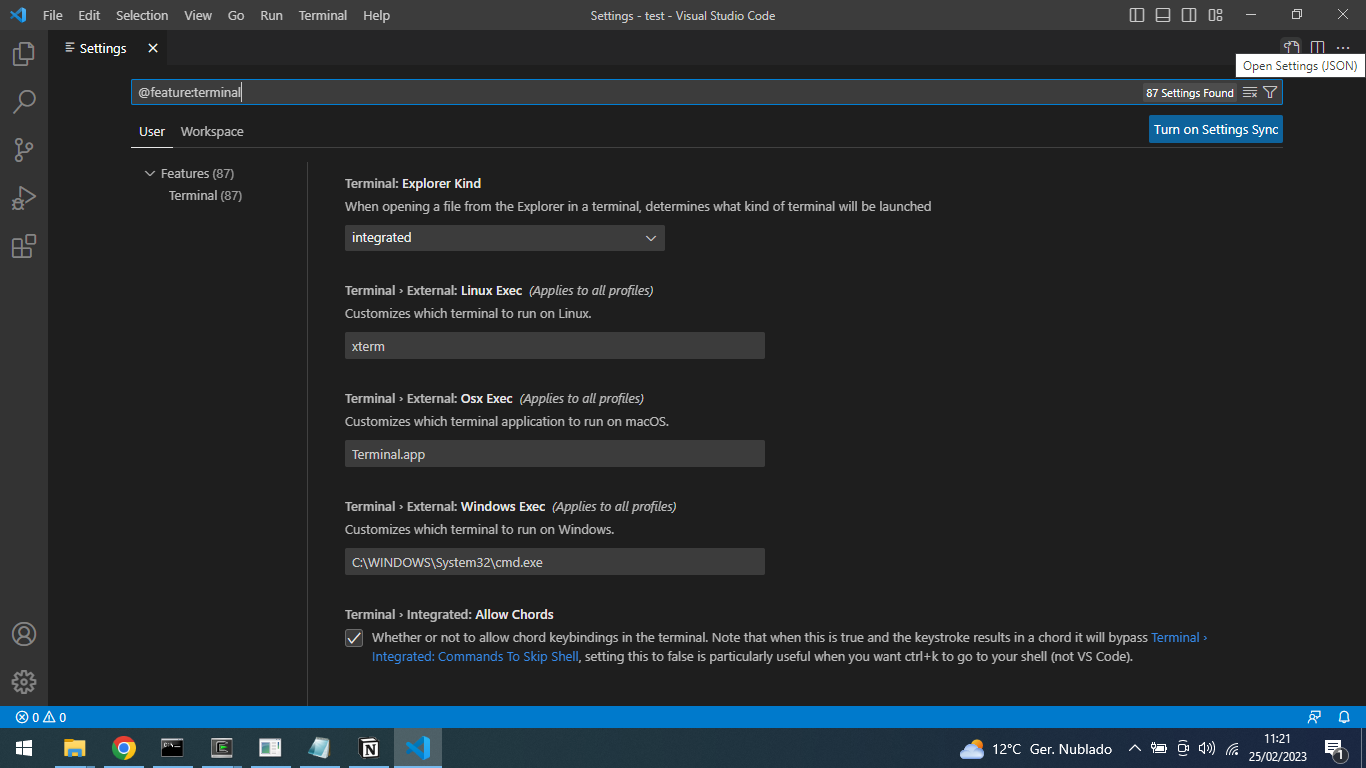 File Edit Selection View Go Run Terminal Help
Settings - test - Visual Studio Code
Settings
Open Settings (JSON)
@feature:terminal
87 Settings Found
User Workspace
Turn on Settings Sync
Features (87)
Terminal (87)
Terminal: Explorer Kind
When opening a file from the Explorer in a terminal, determines what kind of terminal will be launched
integrated
Terminal › External: Linux Exec (Applies to all profiles)
Customizes which terminal to run on Linux.
xterm
Terminal › External: Osx Exec (Applies to all profiles)
Customizes which terminal application to run on macOS.
Terminal.app
Terminal › External: Windows Exec (Applies to all profiles)
Customizes which terminal to run on Windows.
C:\WINDOWS\System32\cmd.exe
Terminal › Integrated: Allow Chords
Whether or not to allow chord keybindings in the terminal. Note that when this is true and the keystroke results in a chord it will bypass Terminal ›
Integrated: Commands To Skip Shell, setting this to false is particularly useful when you want ctrl+k to go to your shell (not VS Code).
0 0
12°C Ger. Nublado
11:21
25/02/2023
1